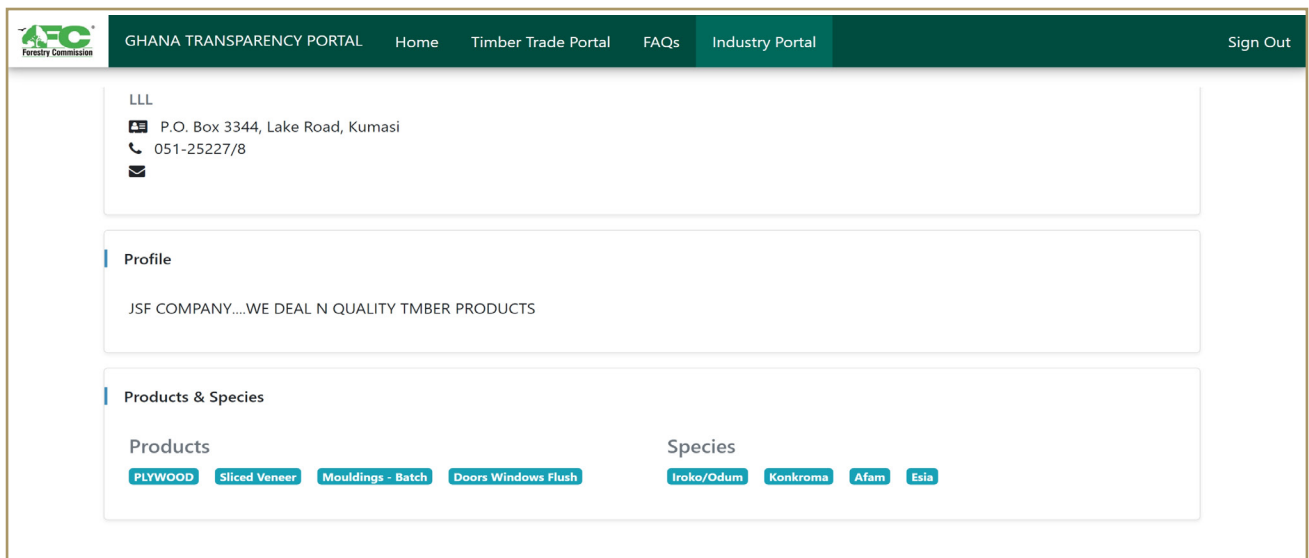 AFC
Forestry Commission
GHANA TRANSPARENCY PORTAL Home Timber Trade Portal FAQs Industry Portal Sign Out
LLL
P.O. Box 3344, Lake Road, Kumasi
051-25227/8
Profile
JSF COMPANY....WE DEAL N QUALITY TMBER PRODUCTS
Products & Species
Products Species
PLYWOOD Sliced Veneer Mouldings - Batch Doors Windows Flush Iroko/Odum Konkroma Afam Esia